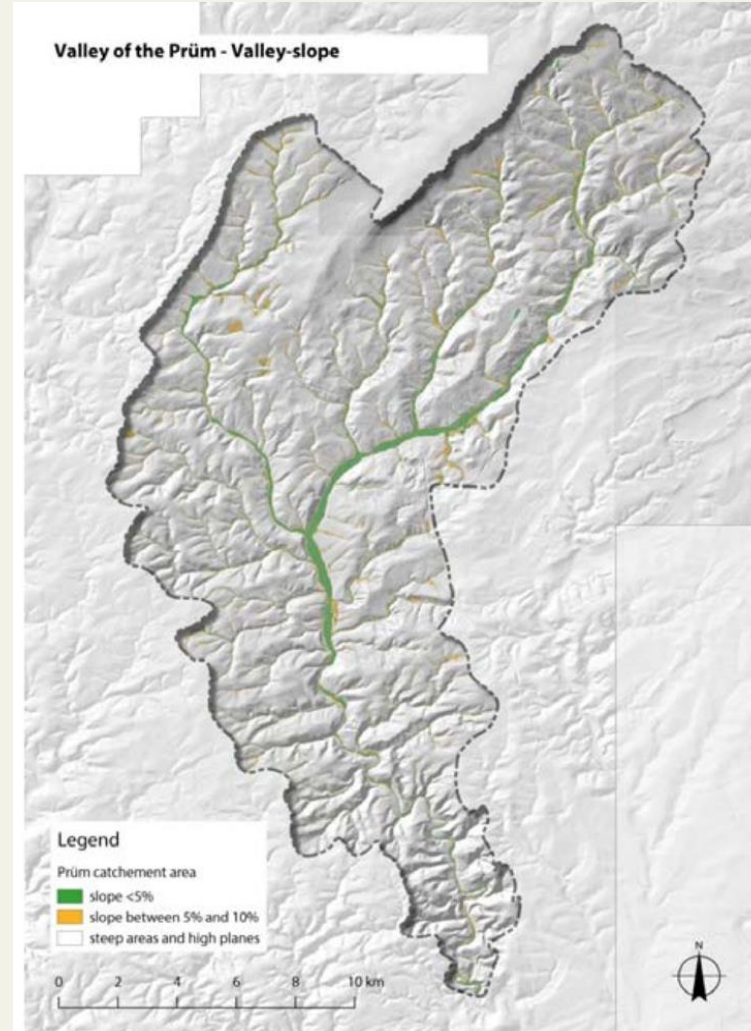 Valley of the Prüm - Valley-slope
Legend
Prüm catchement area
slope <5%
slope between 5% and 10%
steep areas and high planes
0 2 4 6 8 10 km
N